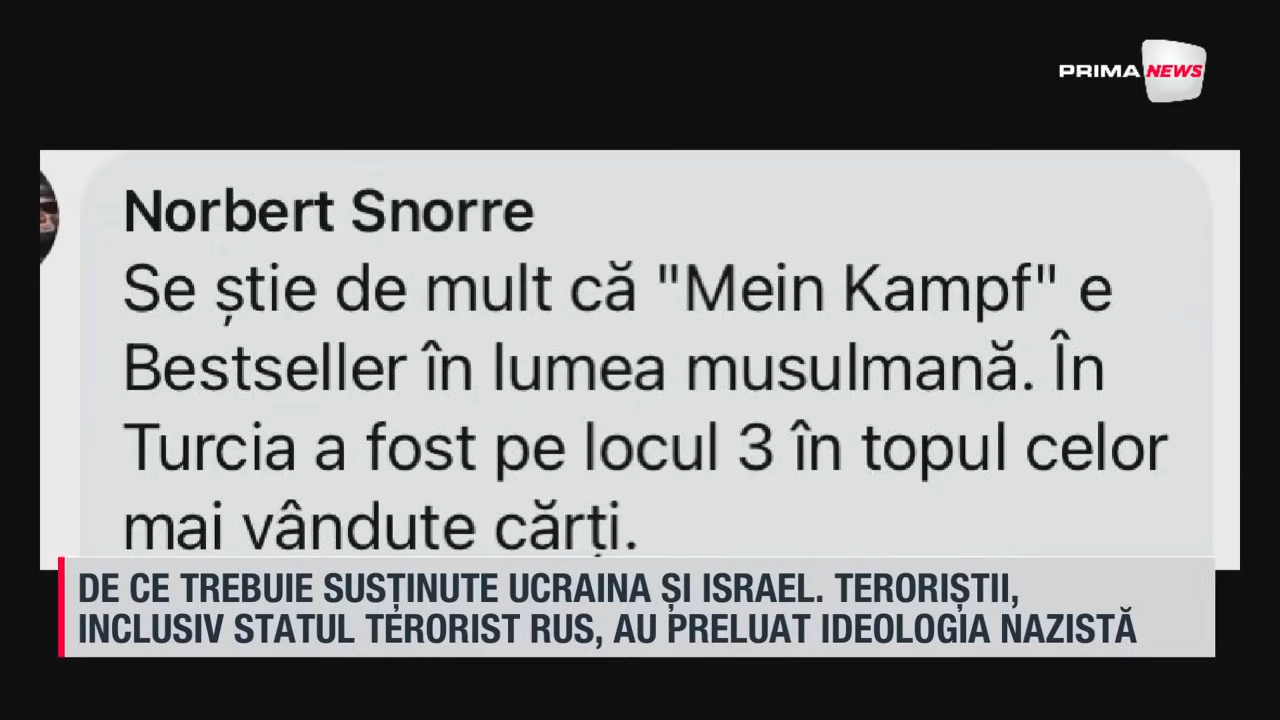 PRIMA NEWS
Norbert Snorre
Se știe de mult că "Mein Kampf" e
Bestseller în lumea musulmană. În
Turcia a fost pe locul 3 în topul celor
mai vândute cărți.
DE CE TREBUIE SUSȚINUTE UCRAINA ȘI ISRAEL. TERORIȘTII,
INCLUSIV STATUL TERORIST RUS, AU PRELUAT IDEOLOGIA NAZISTĂ